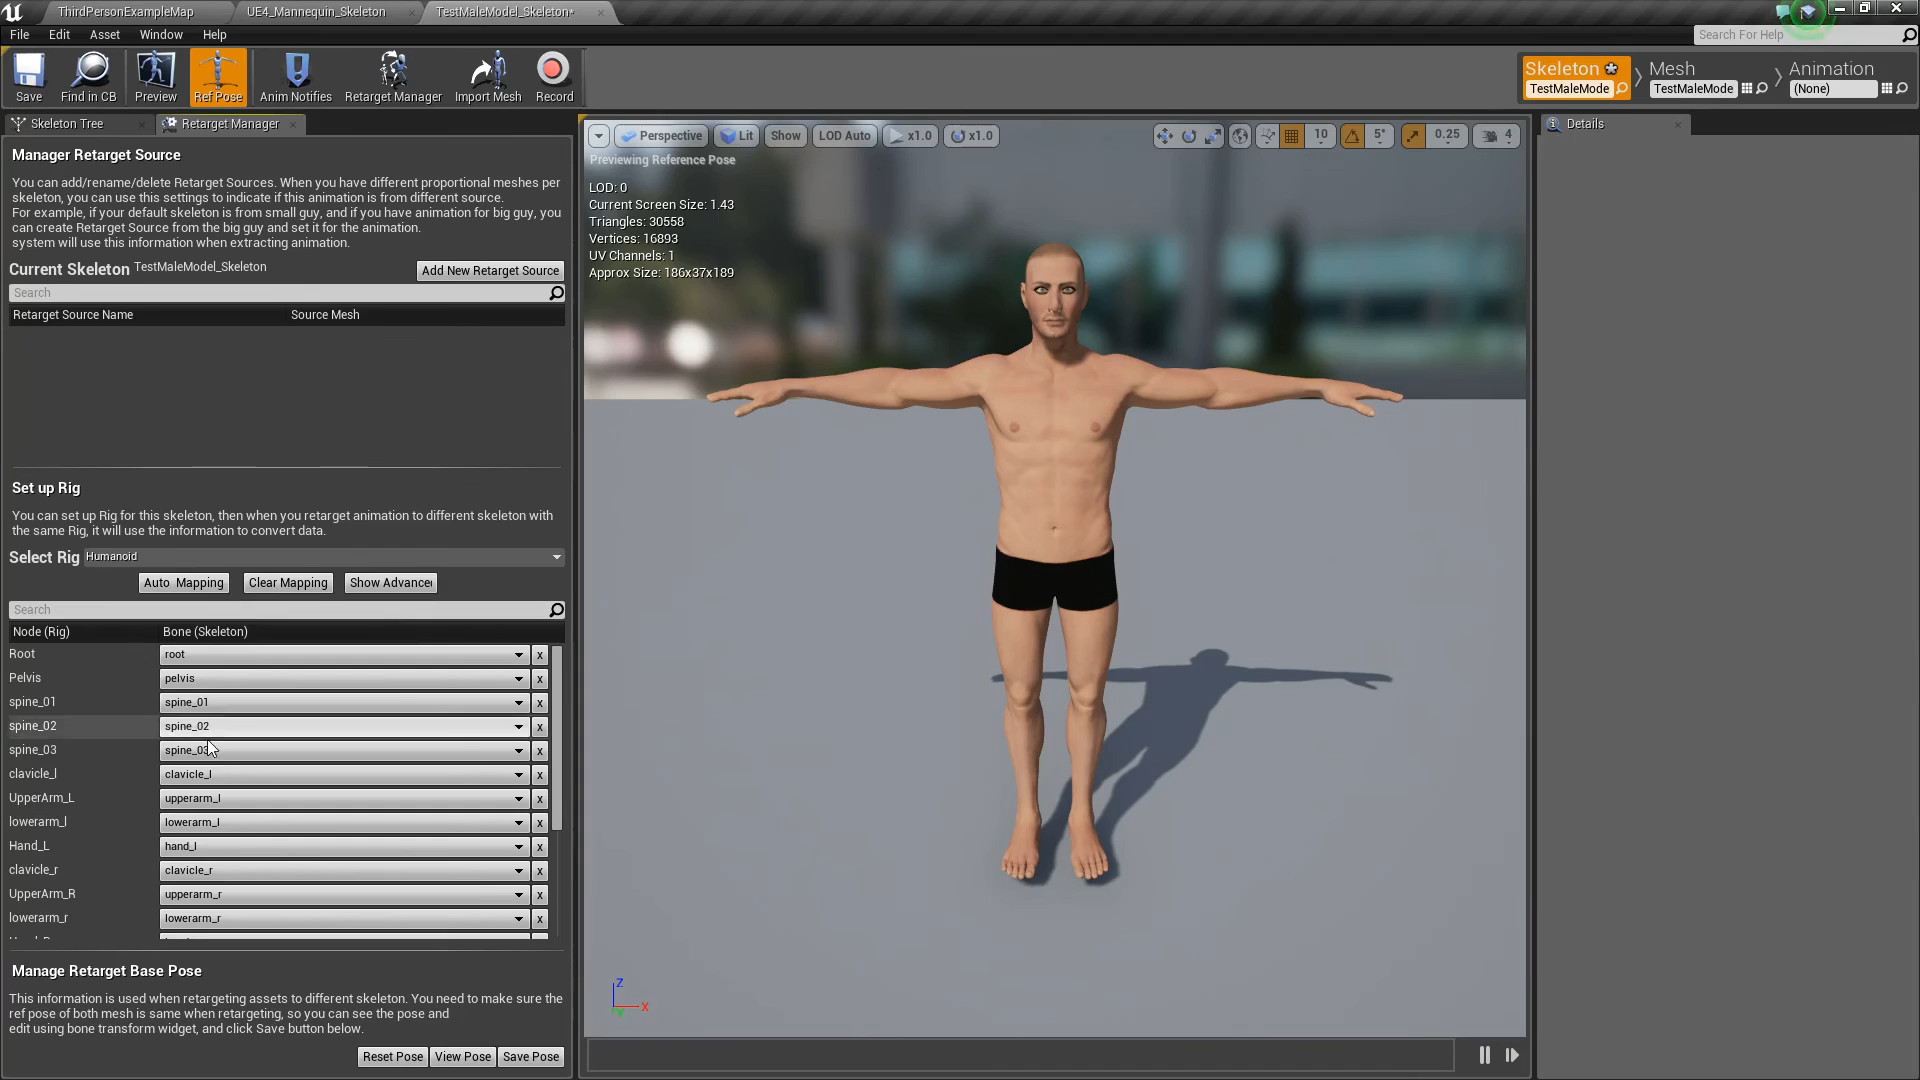 ThirdPersonExampleMap
UE4_Mannequin_Skeleton
TestMaleModel_Skeleton*
File Edit Asset Window Help
Search For Help
Save
Find in CB
Preview
Ref Pose
Anim Notifies
Retarget Manager
Import Mesh
Record
Skeleton
TestMaleMode
Mesh
TestMaleMode
Animation
(None)
Skeleton Tree
Retarget Manager
Manager Retarget Source
You can add/rename/delete Retarget Sources. When you have different proportional meshes per
skeleton, you can use this settings to indicate if this animation is from different source.
For example, if your default skeleton is from small guy, and if you have animation for big guy, you
can create Retarget Source from the big guy and set it for the animation.
system will use this information when extracting animation.
Current Skeleton TestMaleModel_Skeleton
Add New Retarget Source
Search
Retarget Source Name Source Mesh
Set up Rig
You can set up Rig for this skeleton, then when you retarget animation to different skeleton with
the same Rig, it will use the information to convert data.
Select Rig Humanoid
Auto Mapping Clear Mapping Show Advanced
Search
Node (Rig) Bone (Skeleton)
Root root x
Pelvis pelvis x
spine_01 spine_01 x
spine_02 spine_02 x
spine_03 spine_03 x
clavicle_l clavicle_l x
UpperArm_L upperarm_l x
lowerarm_l lowerarm_l x
Hand_L hand_l x
clavicle_r clavicle_r x
UpperArm_R upperarm_r x
lowerarm_r lowerarm_r x
Manage Retarget Base Pose
This information is used when retargeting assets to different skeleton. You need to make sure the
ref pose of both mesh is same when retargeting, so you can see the pose and
edit using bone transform widget, and click Save button below.
Reset Pose View Pose Save Pose
Perspective Lit Show LOD Auto x1.0 x1.0
10 5° 0.25 4
Previewing Reference Pose
LOD: 0
Current Screen Size: 1.43
Triangles: 30558
Vertices: 16893
UV Channels: 1
Approx Size: 186x37x189
Z
X
Y
Details